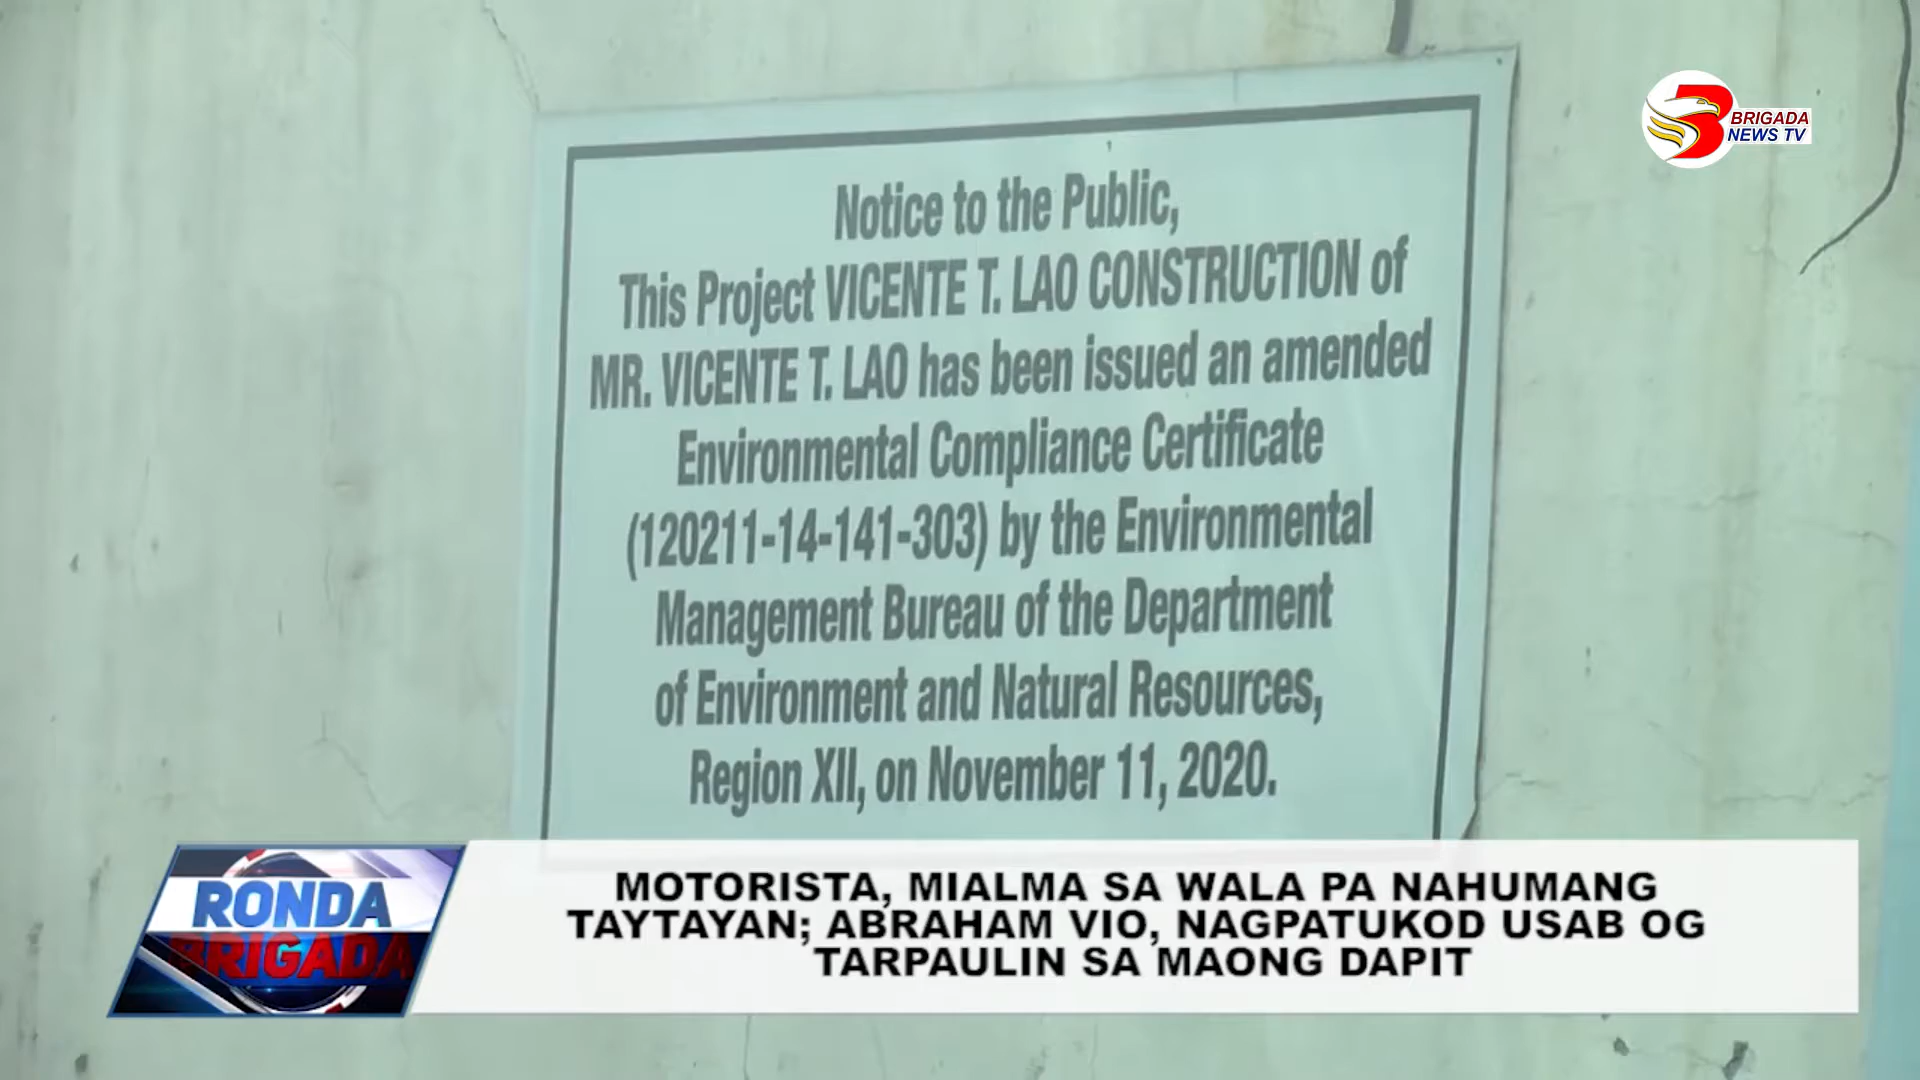 BRIGADA
NEWS TV
Notice to the Public,
This Project VICENTE T. LAO CONSTRUCTION of
MR. VICENTE T. LAO has been issued an amended
Environmental Compliance Certificate
(120211-14-141-303) by the Environmental
Management Bureau of the Department
of Environment and Natural Resources,
Region XII, on November 11, 2020.
RONDA
BRIGADA
MOTORISTA, MIALMA SA WALA PA NAHUMANG
TAYTAYAN; ABRAHAM VIO, NAGPATUKOD USAB OG
TARPAULIN SA MAONG DAPIT